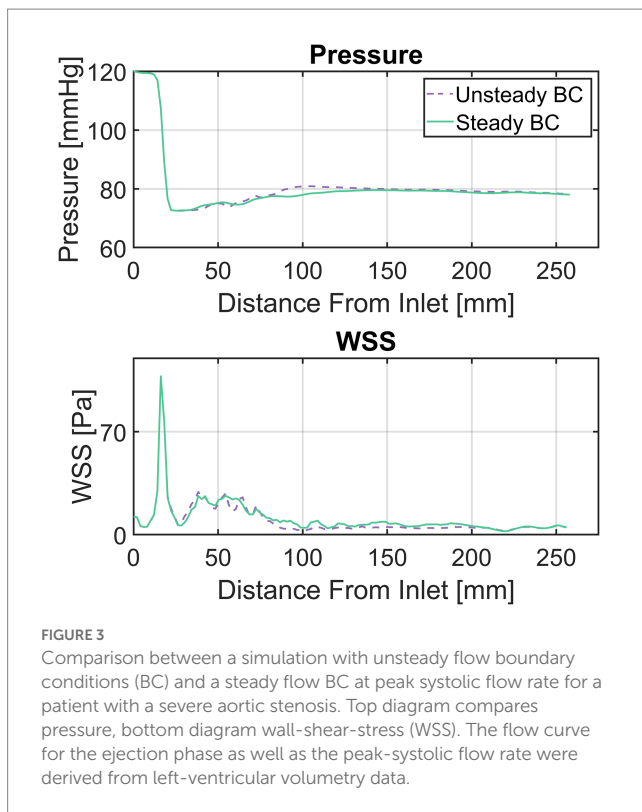 Pressure
120
100
80
60
Pressure [mmHg]
Unsteady BC
Steady BC
0 50 100 150 200 250
Distance From Inlet [mm]
WSS
70
0
WSS [Pa]
0 50 100 150 200 250
Distance From Inlet [mm]
FIGURE 3
Comparison between a simulation with unsteady flow boundary
conditions (BC) and a steady flow BC at peak systolic flow rate for a
patient with a severe aortic stenosis. Top diagram compares
pressure, bottom diagram wall-shear-stress (WSS). The flow curve
for the ejection phase as well as the peak-systolic flow rate were
derived from left-ventricular volumetry data.